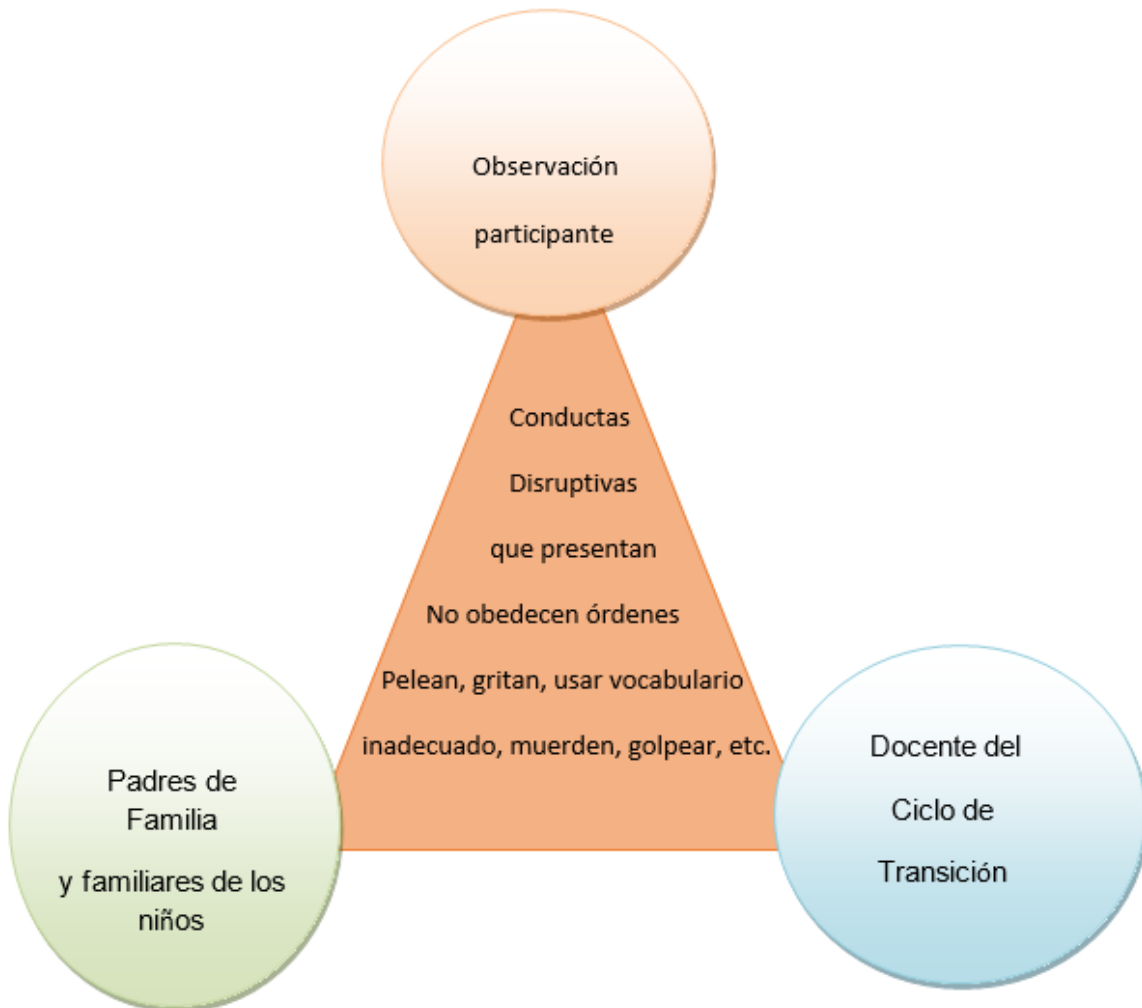 Observación
participante
Conductas
Disruptivas
que presentan
No obedecen órdenes
Pelean, gritan, usar vocabulario
inadecuado, muerden, golpear, etc.
Padres de
Familia
y familiares de los
niños
Docente del
Ciclo de
Transición